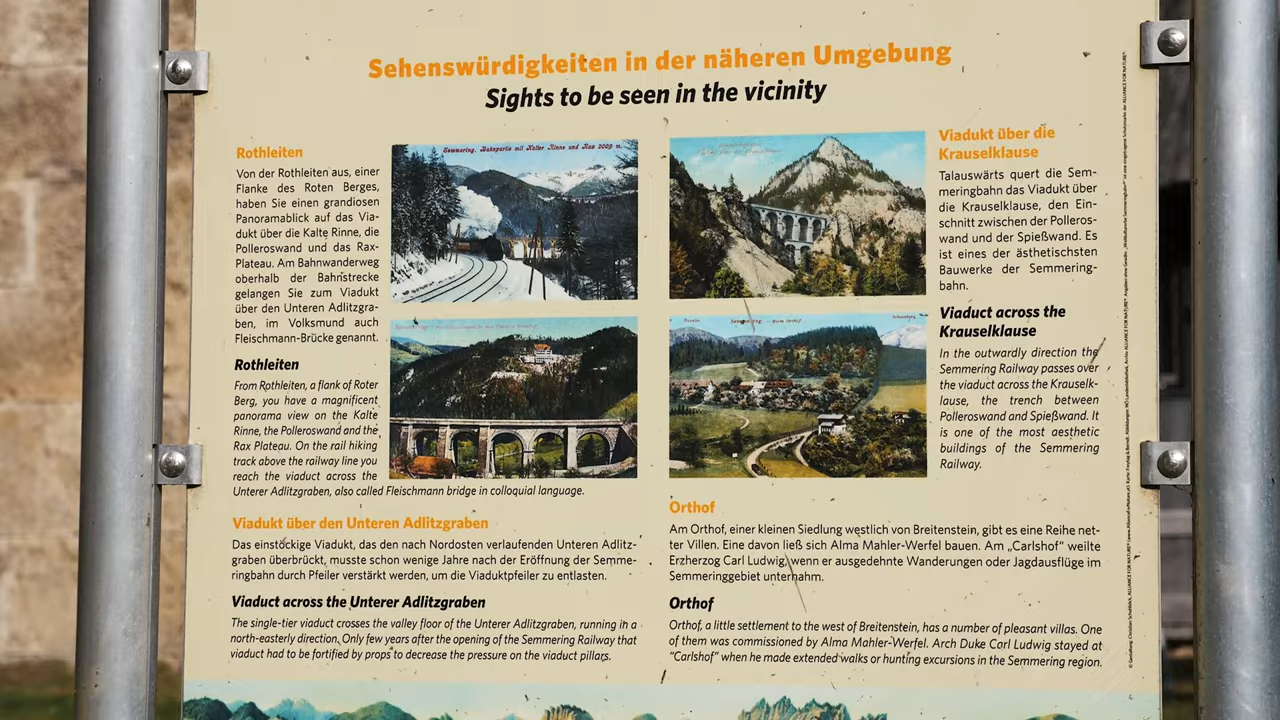 Sehenswürdigkeiten in der näheren Umgebung
Sights to be seen in the vicinity
Rothleiten
Von der Rothleiten aus, einer
Flanke des Roten Berges,
haben Sie einen grandiosen
Panoramablick auf das Via-
dukt über die Kalte Rinne, die
Polleroswand und das Rax-
Plateau. Am Bahnwanderweg
oberhalb der Bahnstrecke
gelangen Sie zum Viadukt
über den Unteren Adlitzgra-
ben, im Volksmund auch
Fleischmann-Brücke genannt.
Rothleiten
From Rothleiten, a flank of Roter
Berg, you have a magnificent
panorama view on the Kalte
Rinne, the Polleroswand and the
Rax Plateau. On the rail hiking
track above the railway line you
reach the viaduct across the
Unterer Adlitzgraben, also called Fleischmann bridge in colloquial language.
Semmering. Bahnpartie mit Kalter Rinne und Rax 2009 m.
Viadukt über den Unteren Adlitzgraben
Das einstöckige Viadukt, das den nach Nordosten verlaufenden Unteren Adlitz-
graben überbrückt, musste schon wenige Jahre nach der Eröffnung der Semme-
ringbahn durch Pfeiler verstärkt werden, um die Viaduktpfeiler zu entlasten.
Viaduct across the Unterer Adlitzgraben
The single-tier viaduct crosses the valley floor of the Unterer Adlitzgraben, running in a
north-easterly direction. Only few years after the opening of the Semmering Railway that
viaduct had to be fortified by props to decrease the pressure on the viaduct pillars.
Viadukt über die
Krauselklause
Talauswärts quert die Sem-
meringbahn das Viadukt über
die Krauselklause, den Ein-
schnitt zwischen der Polleros-
wand und der Spießwand. Es
ist eines der ästhetischsten
Bauwerke der Semmering-
bahn.
Viaduct across the
Krauselklause
In the outwardly direction the
Semmering Railway passes over
the viaduct across the Krauselk-
lause, the trench between
Polleroswand and Spießwand. It
is one of the most aesthetic
buildings of the Semmering
Railway.
Semmering.
Orthof
Am Orthof, einer kleinen Siedlung westlich von Breitenstein, gibt es eine Reihe net-
ter Villen. Eine davon ließ sich Alma Mahler-Werfel bauen. Am „Carlshof“ weilte
Erzherzog Carl Ludwig, wenn er ausgedehnte Wanderungen oder Jagdausflüge im
Semmeringgebiet unternahm.
Orthof
Orthof, a little settlement to the west of Breitenstein, has a number of pleasant villas. One
of them was commissioned by Alma Mahler-Werfel. Arch Duke Carl Ludwig stayed at
"Carlshof" when he made extended walks or hunting excursions in the Semmering region.